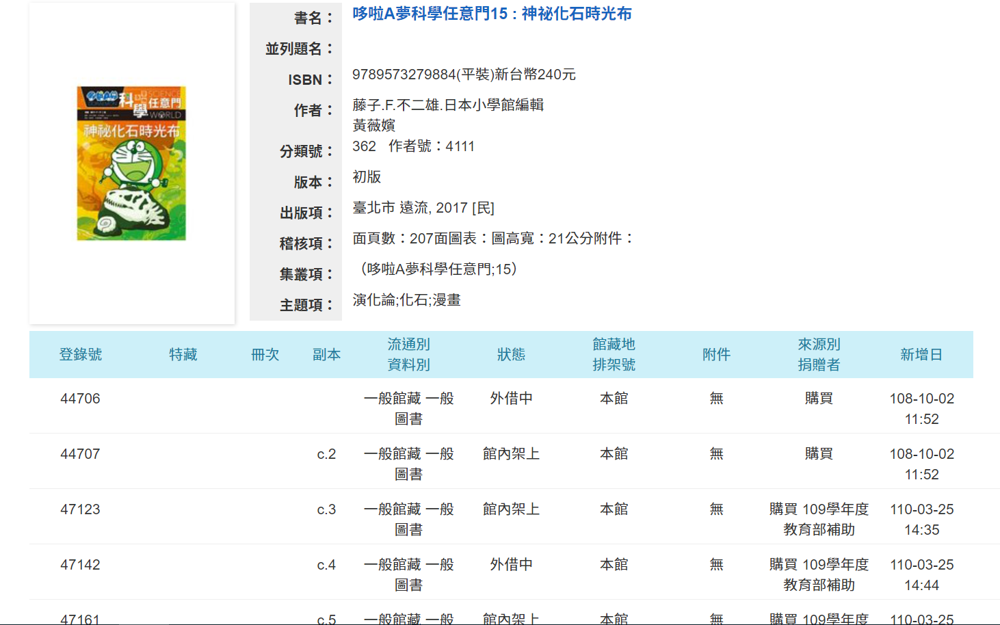 科
學
任意門
SCIENCE
WORLD
神祕化石時光布
書名：
哆啦A夢科學任意門15 : 神祕化石時光布
並列題名：
ISBN：
9789573279884(平裝)新台幣240元
作者：
藤子.F.不二雄.日本小學館編輯
黃薇嬪
分類號：
362 作者號：4111
版本：
初版
出版項：
臺北市 遠流, 2017 [民]
稽核項：
面頁數：207面圖表：圖高寬：21公分附件：
集叢項：
（哆啦A夢科學任意門;15）
主題項：
演化論;化石;漫畫
登錄號 特藏 冊次 副本 流通別 狀態 館藏地 附件 來源別 新增日
資料別 排架號 捐贈者
44706 一般館藏 一般 外借中 本館 無 購買 108-10-02
圖書 11:52
44707 c.2 一般館藏 一般 館內架上 本館 無 購買 108-10-02
圖書 11:52
47123 c.3 一般館藏 一般 館內架上 本館 無 購買 109學年度 110-03-25
圖書 教育部補助 14:35
47142 c.4 一般館藏 一般 外借中 本館 無 購買 109學年度 110-03-25
圖書 教育部補助 14:44
47161 c.5 一般館藏 一般 館內架上 本館 無 購買 109學年度 110-03-25